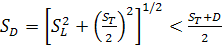 S_D = [S_L^2 + (S_T/2)^2]^{1/2} < (S_T+D)/2